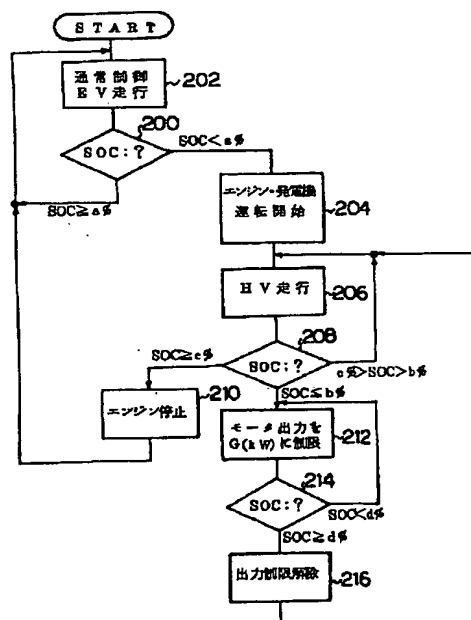 START
通常制御
EV走行
202
200
SOC:?
SOC<a%
SOC≧a%
エンジン・発電機
運転開始
204
HV走行
206
208
SOC:?
SOC≧c%
c%>SOC>b%
SOC≦b%
210
エンジン停止
モータ出力を
G(kW)に制限
212
214
SOC:?
SOC<d%
SOC≧d%
出力制限解除
216